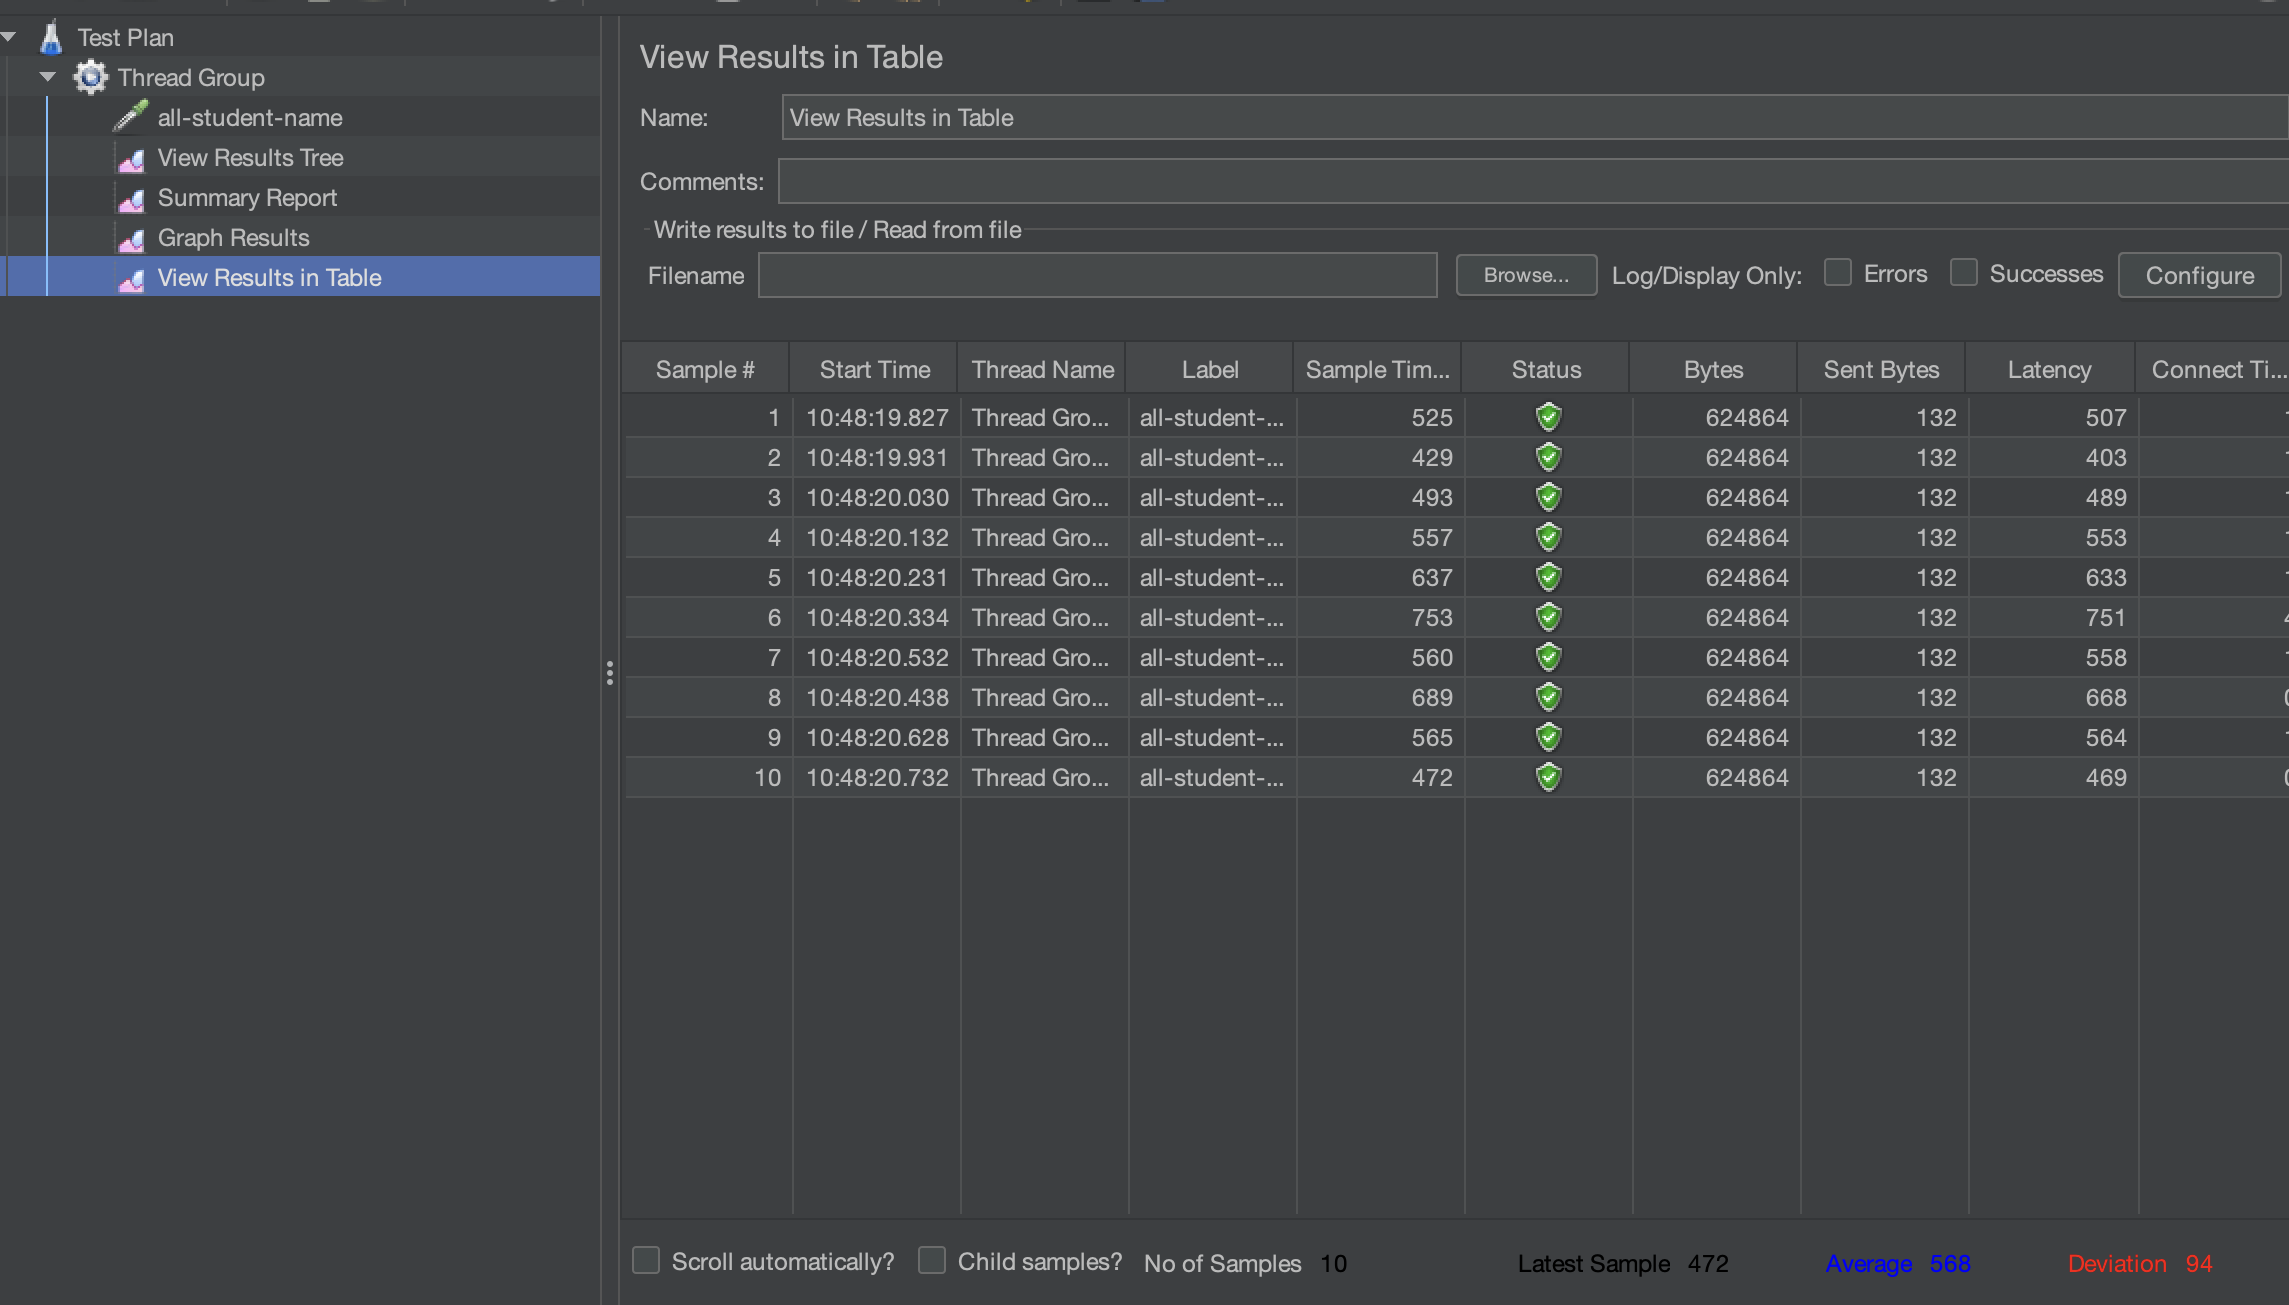 Test Plan
Thread Group
all-student-name
View Results Tree
Summary Report
Graph Results
View Results in Table
View Results in Table
Name: View Results in Table
Comments:
Write results to file / Read from file
Filename Browse... Log/Display Only: Errors Successes Configure
Sample # Start Time Thread Name Label Sample Tim... Status Bytes Sent Bytes Latency Connect Ti...
1 10:48:19.827 Thread Gro... all-student-... 525 624864 132 507
2 10:48:19.931 Thread Gro... all-student-... 429 624864 132 403
3 10:48:20.030 Thread Gro... all-student-... 493 624864 132 489
4 10:48:20.132 Thread Gro... all-student-... 557 624864 132 553
5 10:48:20.231 Thread Gro... all-student-... 637 624864 132 633
6 10:48:20.334 Thread Gro... all-student-... 753 624864 132 751
7 10:48:20.532 Thread Gro... all-student-... 560 624864 132 558
8 10:48:20.438 Thread Gro... all-student-... 689 624864 132 668
9 10:48:20.628 Thread Gro... all-student-... 565 624864 132 564
10 10:48:20.732 Thread Gro... all-student-... 472 624864 132 469
Scroll automatically? Child samples? No of Samples 10 Latest Sample 472 Average 568 Deviation 94